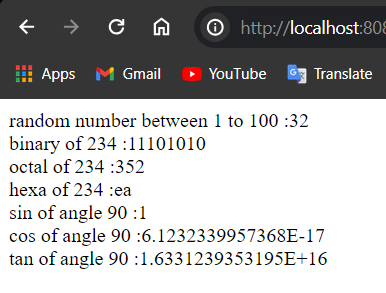 http://localhost:808
Apps Gmail YouTube Translate
random number between 1 to 100 :32
binary of 234 :11101010
octal of 234 :352
hexa of 234 :ea
sin of angle 90 :1
cos of angle 90 :6.1232339957368E-17
tan of angle 90 :1.6331239353195E+16